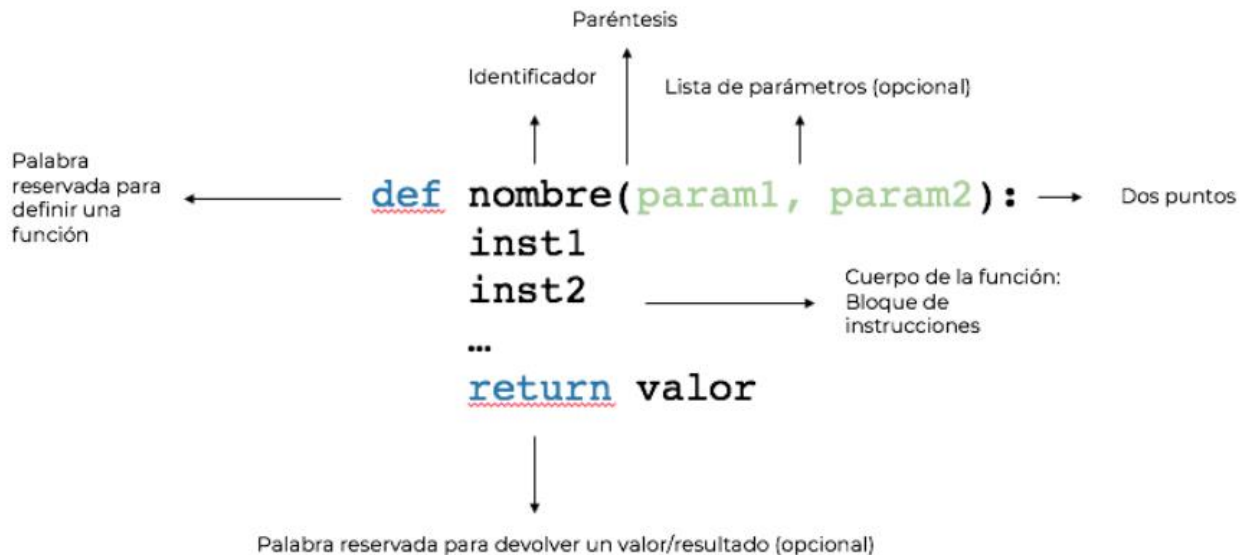 Paréntesis
Identificador
Lista de parámetros (opcional)
Palabra
reservada para
definir una
función
def nombre(param1, param2):
Dos puntos
inst1
inst2
Cuerpo de la función:
Bloque de
instrucciones
…
return valor
Palabra reservada para devolver un valor/resultado (opcional)